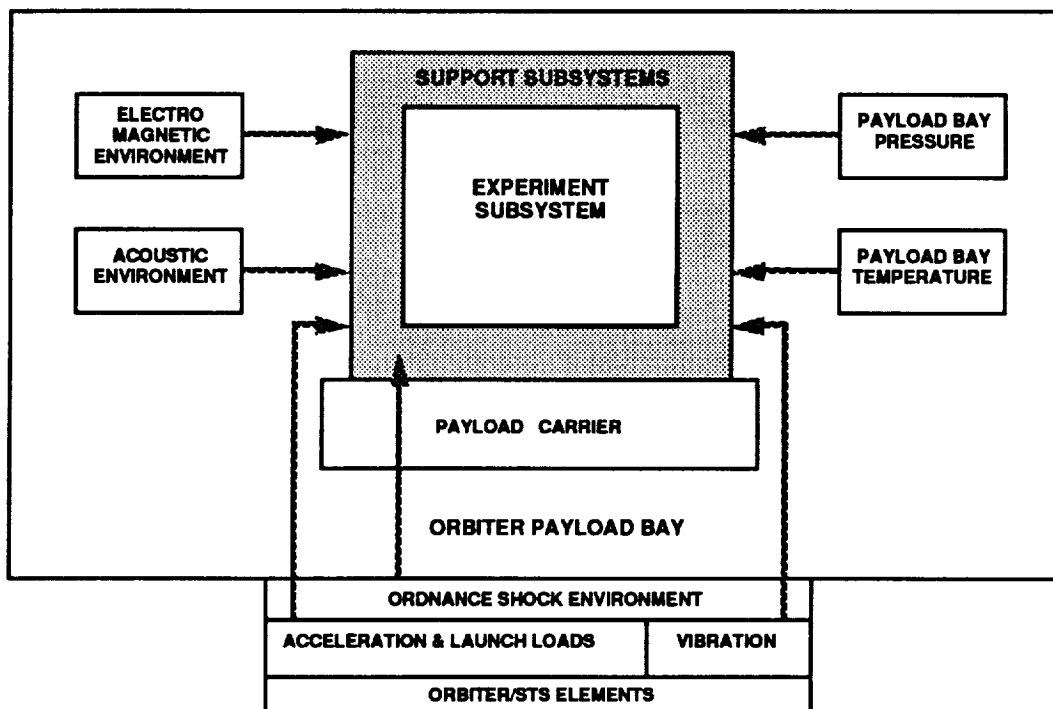 SUPPORT SUBSYSTEMS
ELECTRO
MAGNETIC
ENVIRONMENT
PAYLOAD BAY
PRESSURE
EXPERIMENT
SUBSYSTEM
ACOUSTIC
ENVIRONMENT
PAYLOAD BAY
TEMPERATURE
PAYLOAD CARRIER
ORBITER PAYLOAD BAY
ORDNANCE SHOCK ENVIRONMENT
ACCELERATION & LAUNCH LOADS
VIBRATION
ORBITER/STS ELEMENTS